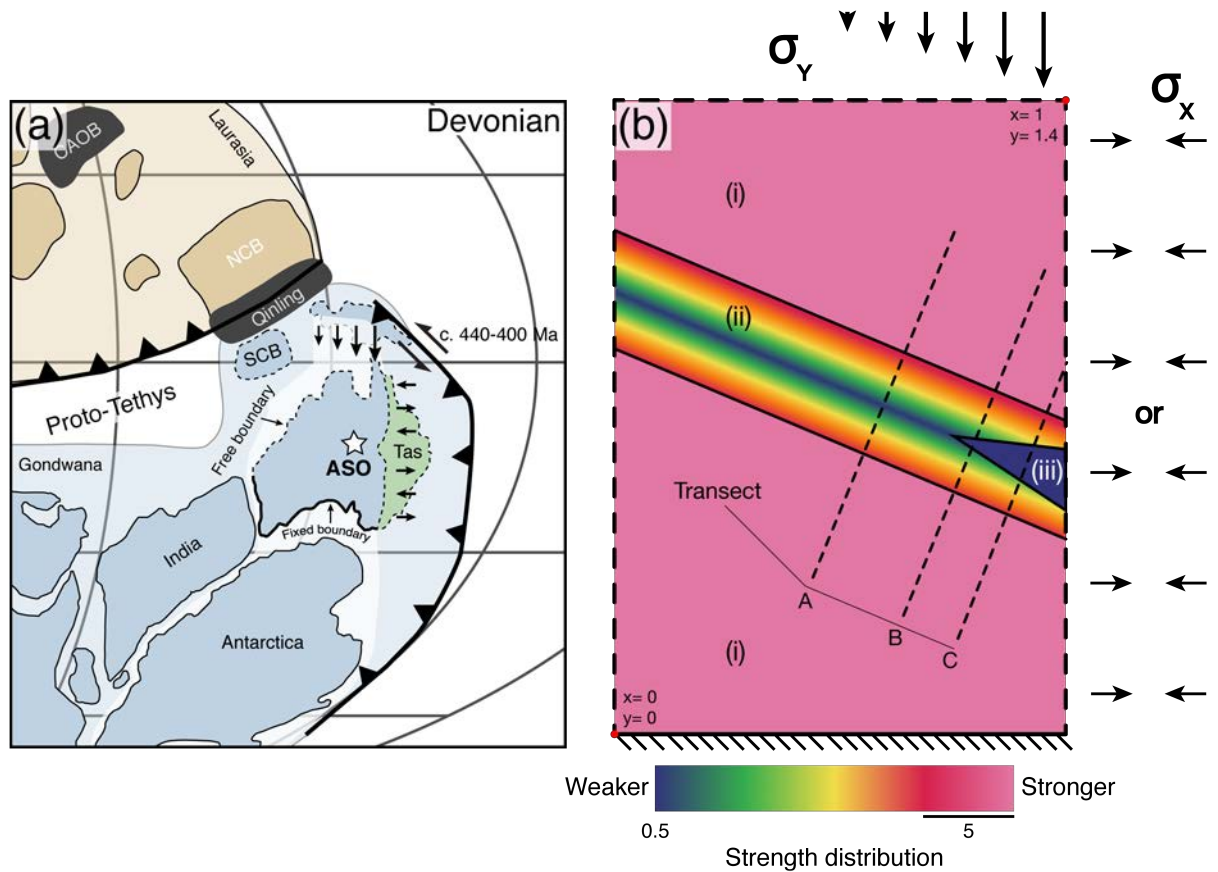 (a)
Devonian
CAOB
Laurasia
NCB
Qinling
c. 440-400 Ma
SCB
Proto-Tethys
Free boundary
Gondwana
ASO
Tas
Fixed boundary
India
Antarctica
σY
σX
(b)
x= 1
y= 1.4
(i)
(ii)
or
(iii)
Transect
A
B
C
(i)
x= 0
y= 0
Weaker
Stronger
0.5
5
Strength distribution